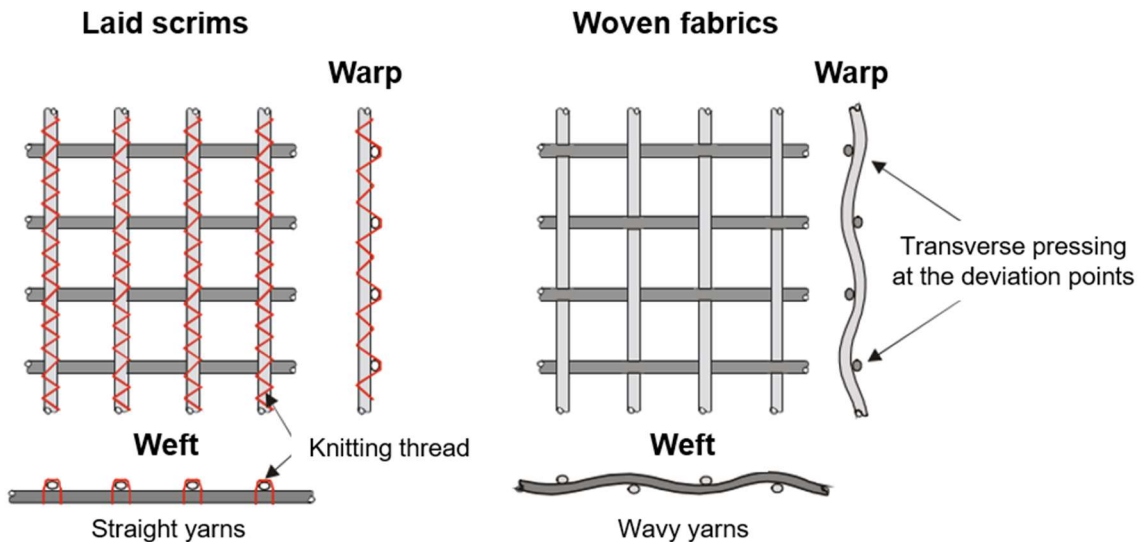 Laid scrims
Woven fabrics
Warp
Warp
Transverse pressing
at the deviation points
Weft
Knitting thread
Weft
Straight yarns
Wavy yarns